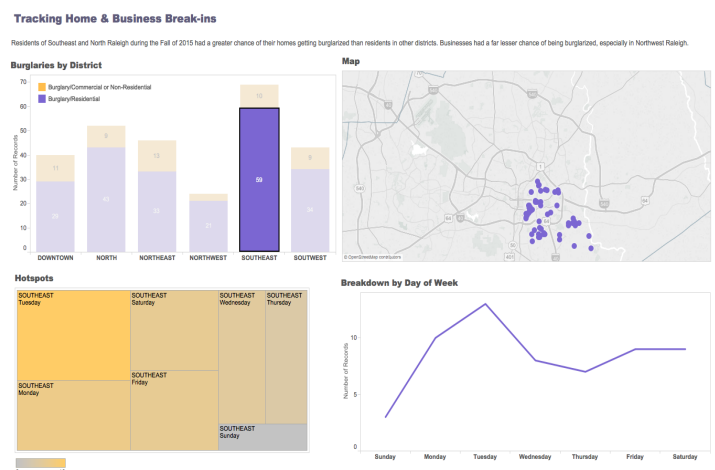 Tracking Home & Business Break-ins
Residents of Southeast and North Raleigh during the Fall of 2015 had a greater chance of their homes getting burglarized than residents in other districts. Businesses had a far lesser chance of being burglarized, especially in Northwest Raleigh.
Burglaries by District
Burglary/Commercial or Non-Residential
Burglary/Residential
Number of Records
70
60
50
40
30
20
10
0
11
9
13
10
9
43
21
59
DOWNTOWN
NORTH
NORTHEAST
NORTHWEST
SOUTHEAST
SOUTWEST
Map
540
64
© OpenStreetMap contributors
Hotspots
SOUTHEAST
Tuesday
SOUTHEAST
Monday
SOUTHEAST
Saturday
SOUTHEAST
Friday
SOUTHEAST
Wednesday
SOUTHEAST
Thursday
SOUTHEAST
Sunday
Breakdown by Day of Week
Number of Records
10
5
0
Sunday
Monday
Tuesday
Wednesday
Thursday
Friday
Saturday